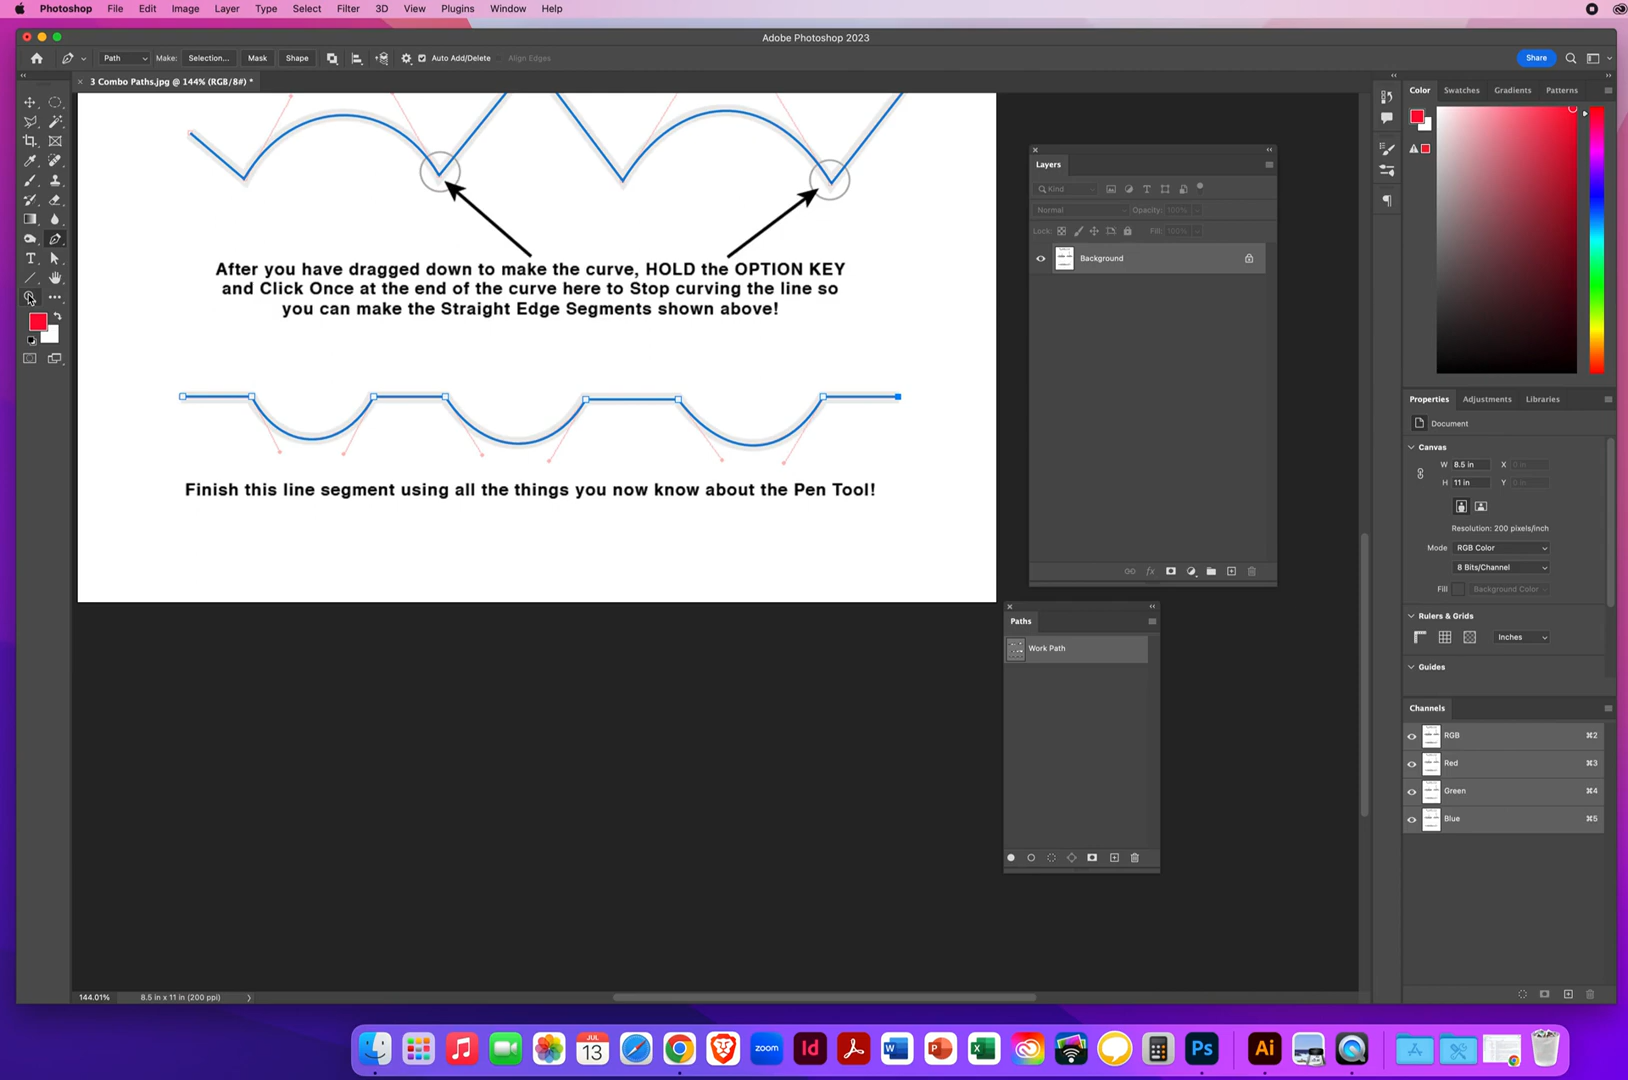 Photoshop File Edit Image Layer Type Select Filter 3D View Plugins Window Help
Adobe Photoshop 2023
Path Make: Selection... Mask Shape Auto Add/Delete Align Edges Share
3 Combo Paths.jpg @ 144% (RGB/8#) *
Color Swatches Gradients Patterns
Layers
Kind
Normal Opacity: 100%
Lock: Fill: 100%
Background
After you have dragged down to make the curve, HOLD the OPTION KEY
and Click Once at the end of the curve here to Stop curving the line so
you can make the Straight Edge Segments shown above!
Finish this line segment using all the things you now know about the Pen Tool!
Properties Adjustments Libraries
Document
Canvas
W 8.5 in X 0 in
H 11 in Y 0 in
Resolution: 200 pixels/inch
Mode RGB Color
8 Bits/Channel
Fill Background Color
Rulers & Grids
Inches
Guides
Paths
Work Path
Channels
RGB ⌘2
Red ⌘3
Green ⌘4
Blue ⌘5
144.01% 8.5 in x 11 in (200 ppi)
JUL
13
zoom
Id
W
P
X
Ps
Ai